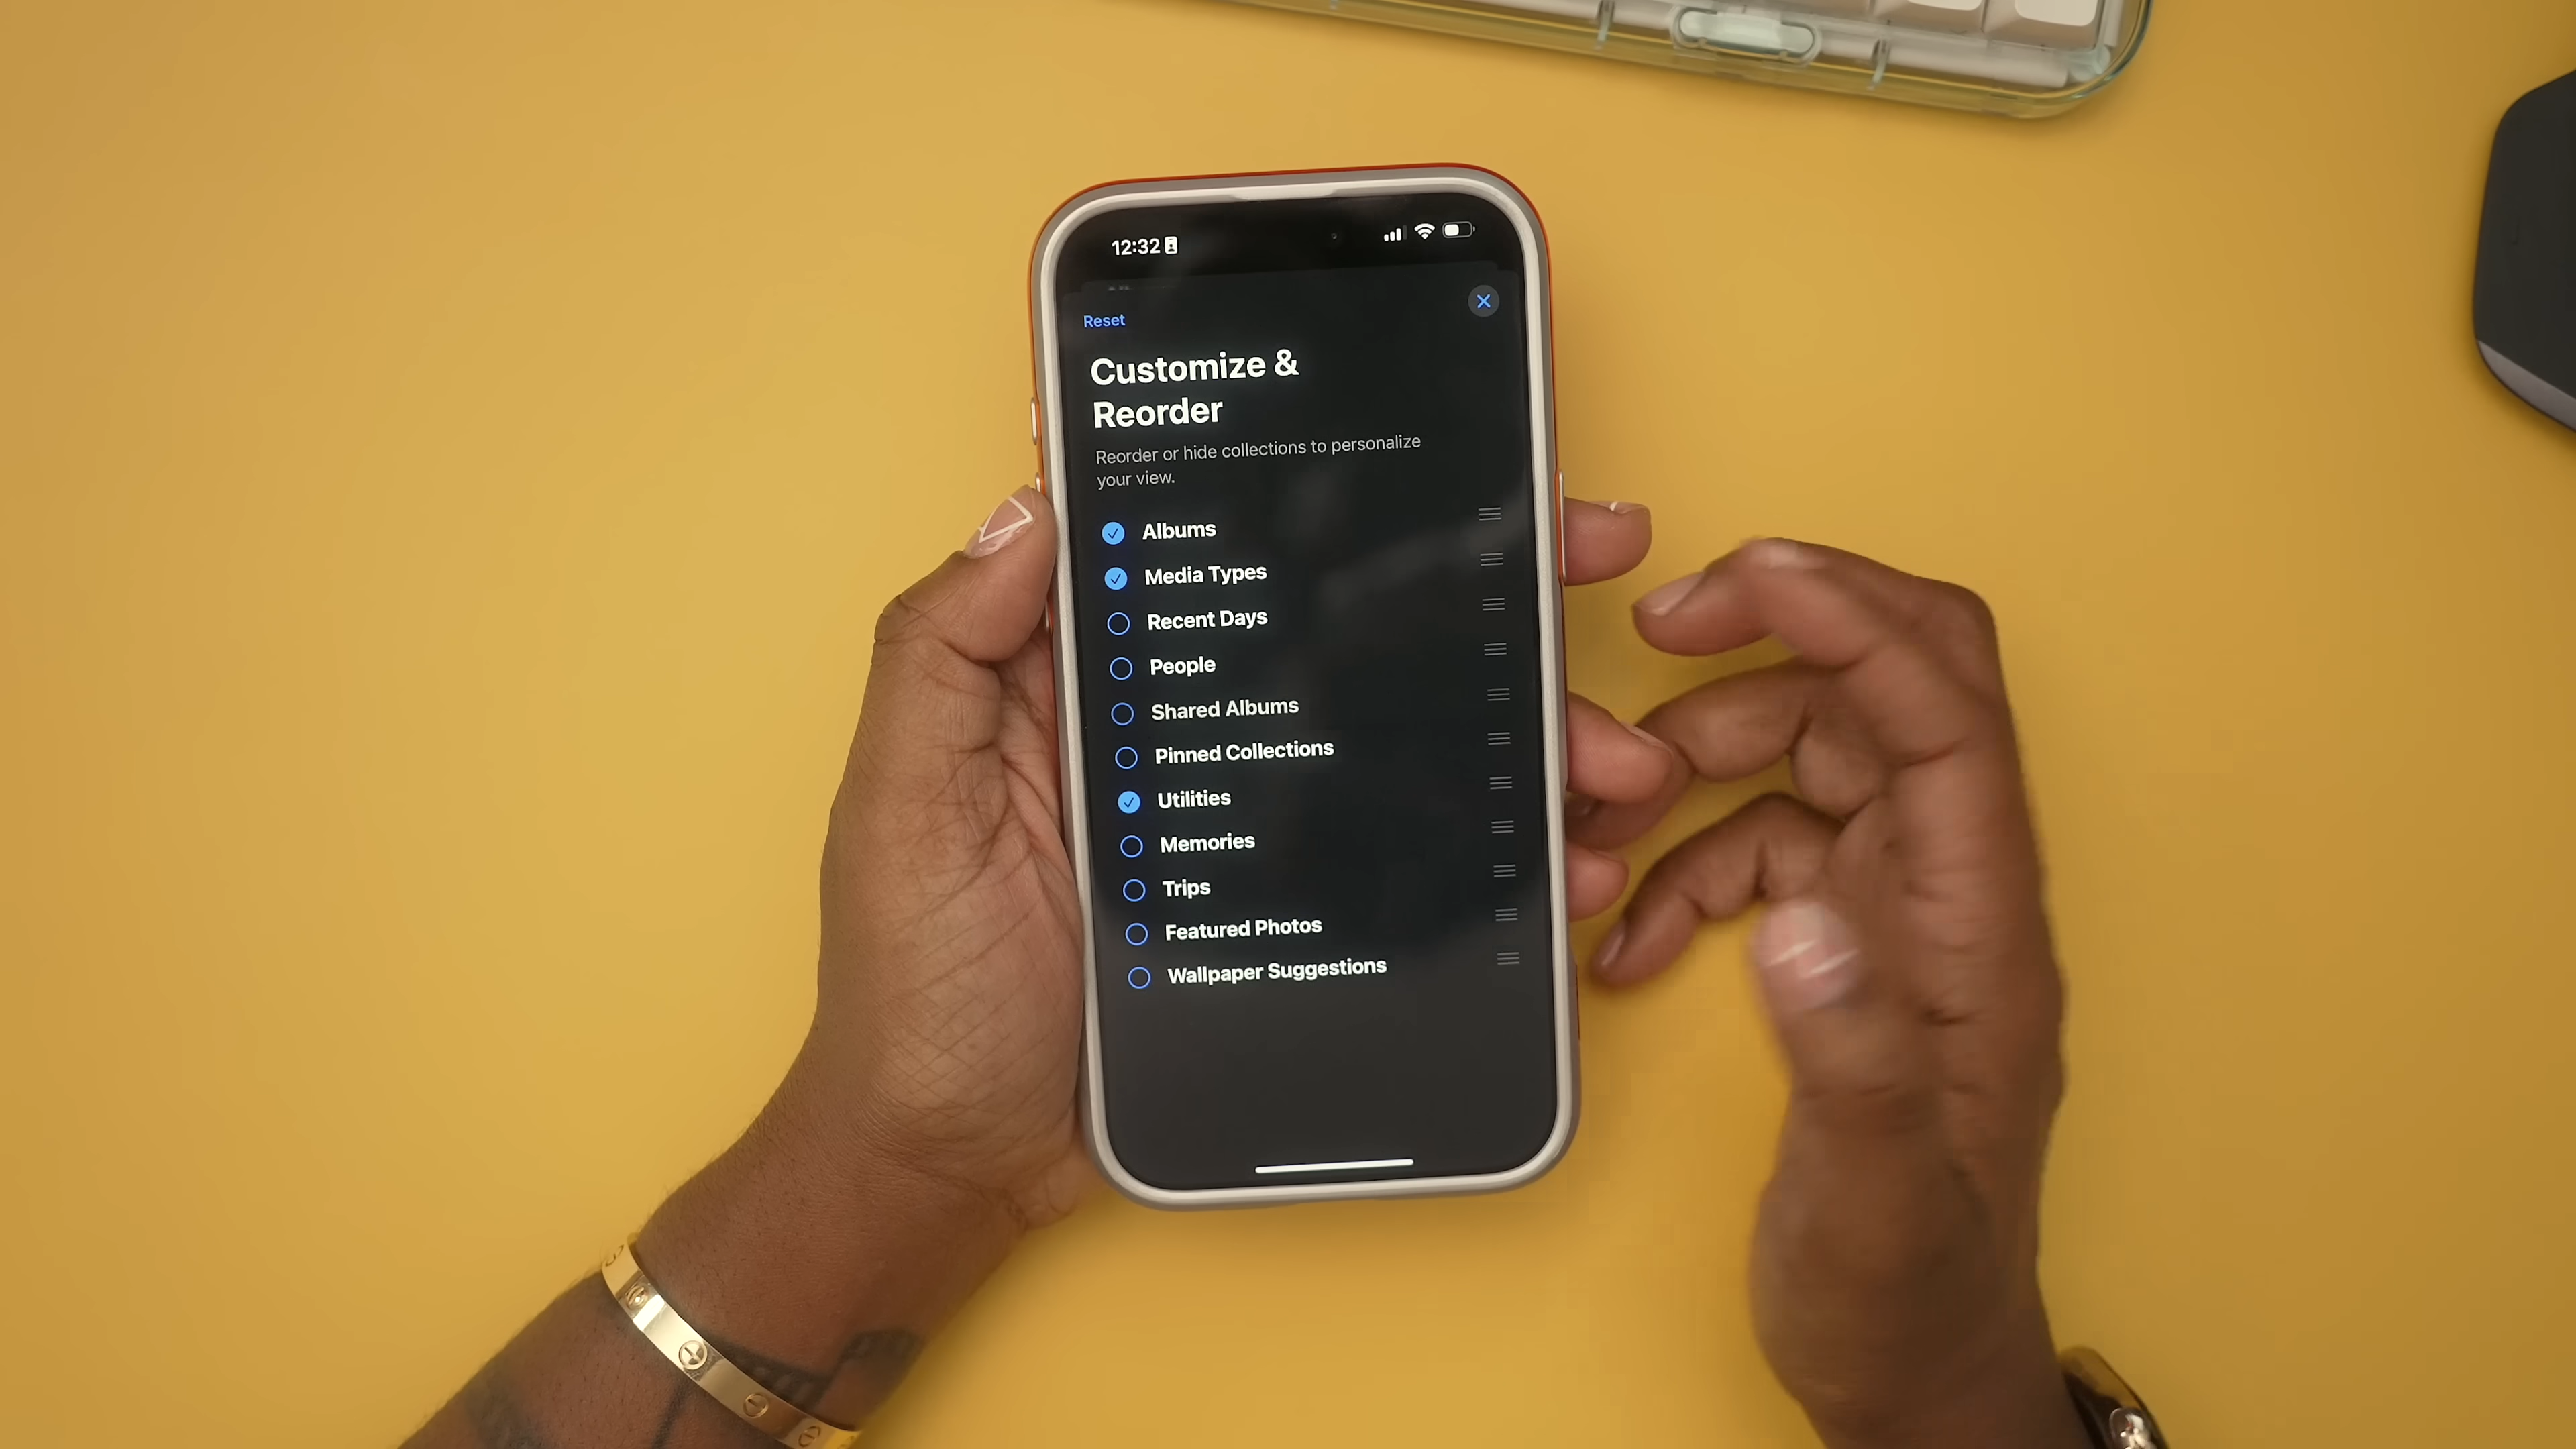 12:32
Reset
Customize &
Reorder
Reorder or hide collections to personalize
your view.
Albums
Media Types
Recent Days
People
Shared Albums
Pinned Collections
Utilities
Memories
Trips
Featured Photos
Wallpaper Suggestions